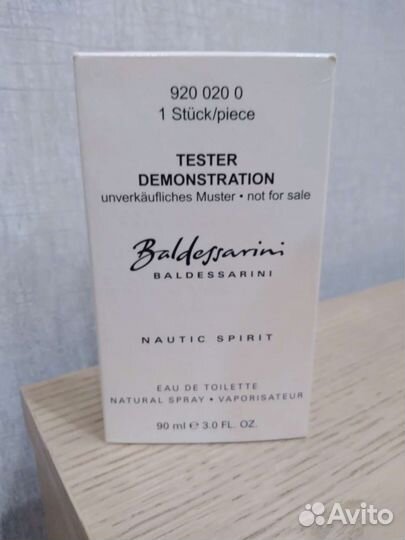 920 020 0
1 Stück/piece
TESTER
DEMONSTRATION
unverkäufliches Muster • not for sale
Baldessarini
BALDESSARINI
NAUTIC SPIRIT
EAU DE TOILETTE
NATURAL SPRAY • VAPORISATEUR
90 ml ℮ 3.0 FL. OZ.
Avito